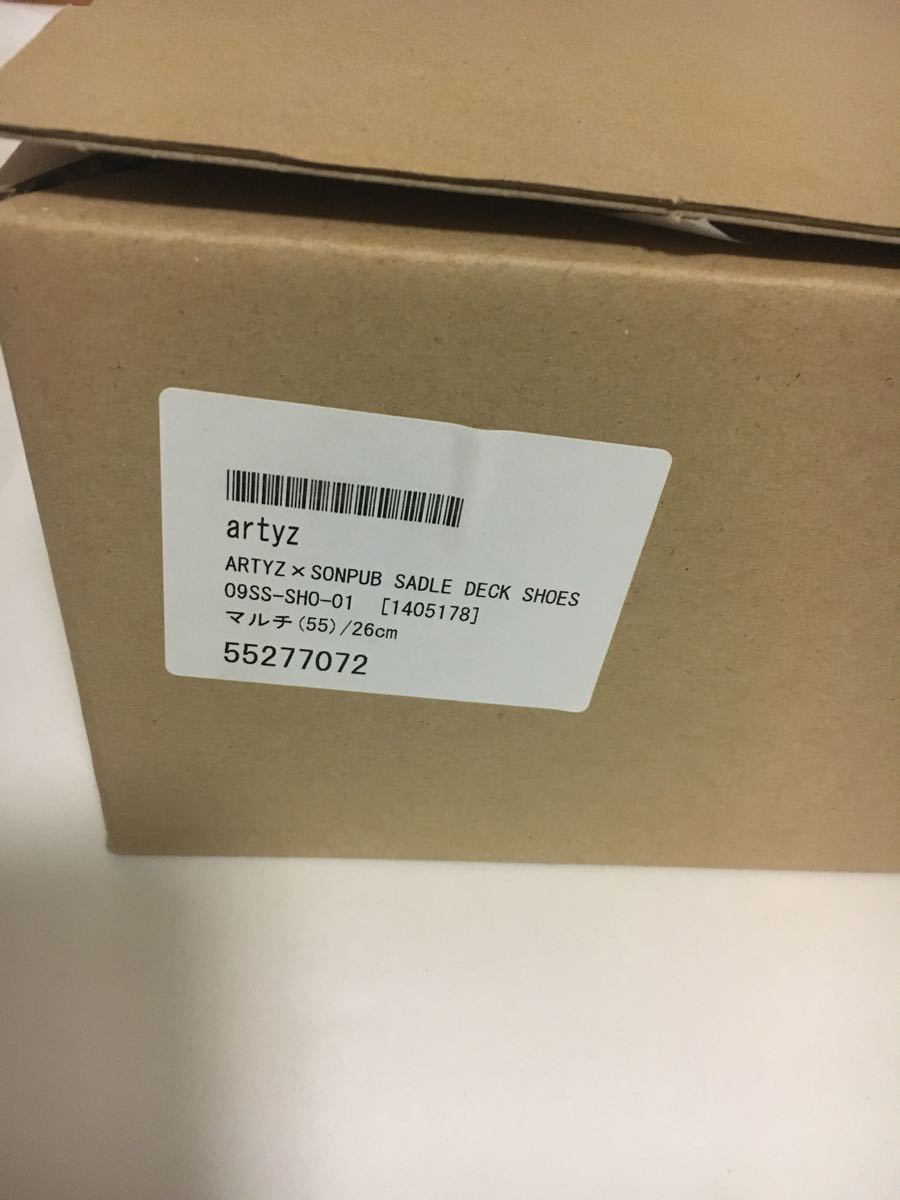 artyz
ARTYZ×SONPUB SADLE DECK SHOES
09SS-SHO-01 [1405178]
マルチ(55)/26cm
55277072